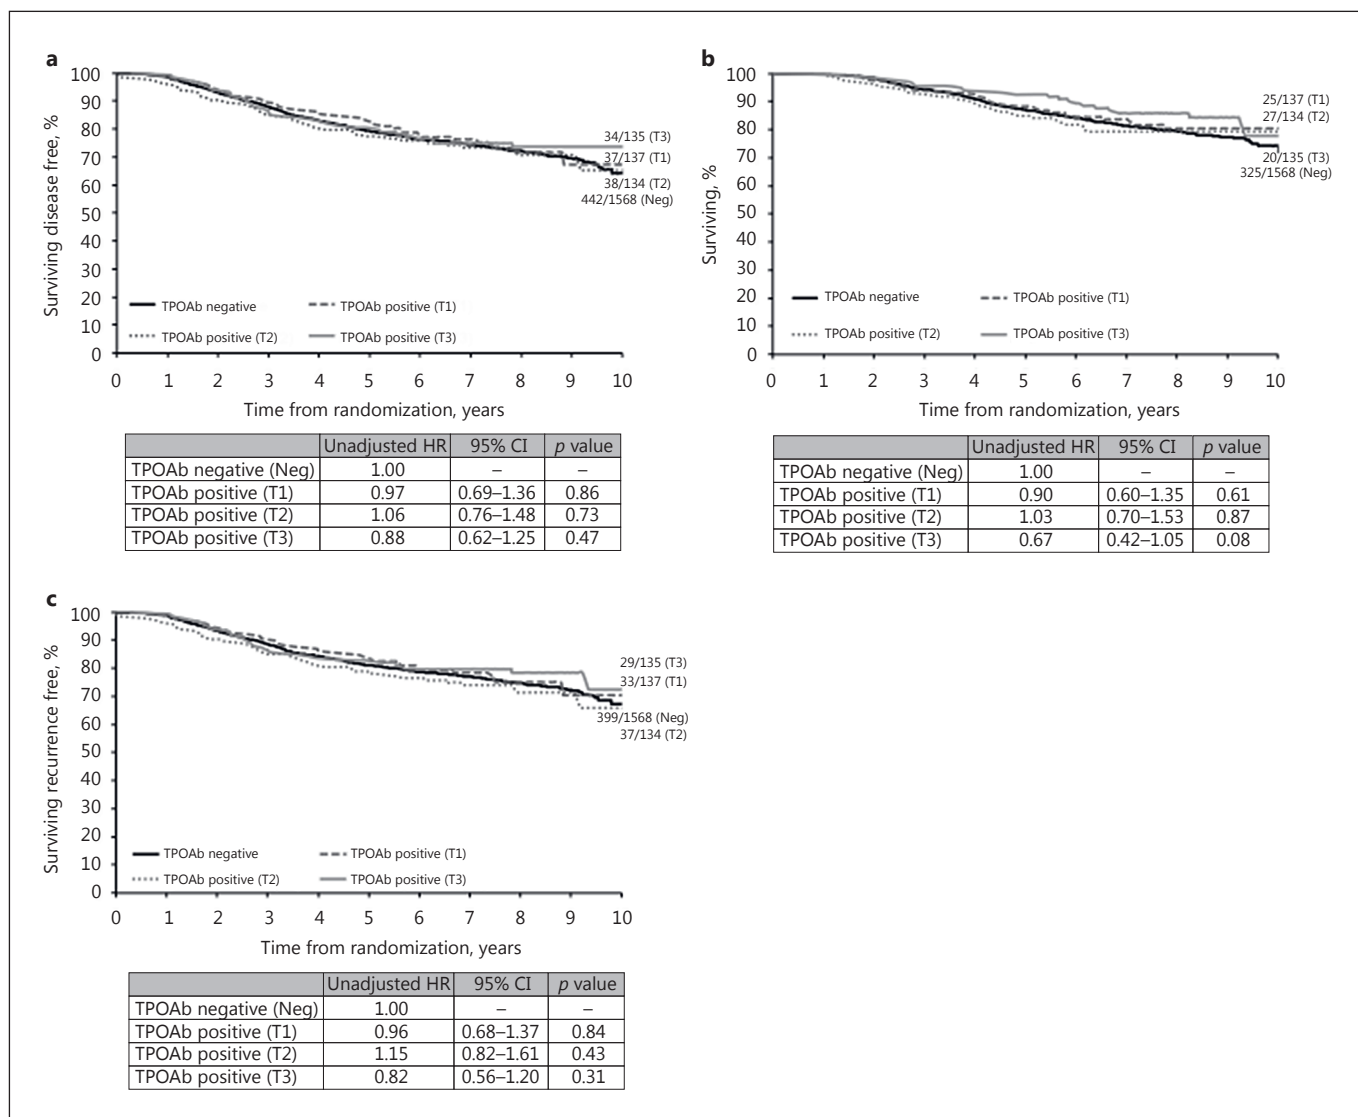 a
100
90
80
70
60
50
40
30
20
10
0
Surviving disease free, %
34/135 (T3)
37/137 (T1)
38/134 (T2)
442/1568 (Neg)
TPOAb negative
TPOAb positive (T1)
TPOAb positive (T2)
TPOAb positive (T3)
0 1 2 3 4 5 6 7 8 9 10
Time from randomization, years
Unadjusted HR 95% CI p value
TPOAb negative (Neg) 1.00 – –
TPOAb positive (T1) 0.97 0.69–1.36 0.86
TPOAb positive (T2) 1.06 0.76–1.48 0.73
TPOAb positive (T3) 0.88 0.62–1.25 0.47
b
100
90
80
70
60
50
40
30
20
10
0
Surviving, %
25/137 (T1)
27/134 (T2)
20/135 (T3)
325/1568 (Neg)
TPOAb negative
TPOAb positive (T1)
TPOAb positive (T2)
TPOAb positive (T3)
0 1 2 3 4 5 6 7 8 9 10
Time from randomization, years
Unadjusted HR 95% CI p value
TPOAb negative (Neg) 1.00 – –
TPOAb positive (T1) 0.90 0.60–1.35 0.61
TPOAb positive (T2) 1.03 0.70–1.53 0.87
TPOAb positive (T3) 0.67 0.42–1.05 0.08
c
100
90
80
70
60
50
40
30
20
10
0
Surviving recurrence free, %
29/135 (T3)
33/137 (T1)
399/1568 (Neg)
37/134 (T2)
TPOAb negative
TPOAb positive (T1)
TPOAb positive (T2)
TPOAb positive (T3)
0 1 2 3 4 5 6 7 8 9 10
Time from randomization, years
Unadjusted HR 95% CI p value
TPOAb negative (Neg) 1.00 – –
TPOAb positive (T1) 0.96 0.68–1.37 0.84
TPOAb positive (T2) 1.15 0.82–1.61 0.43
TPOAb positive (T3) 0.82 0.56–1.20 0.31